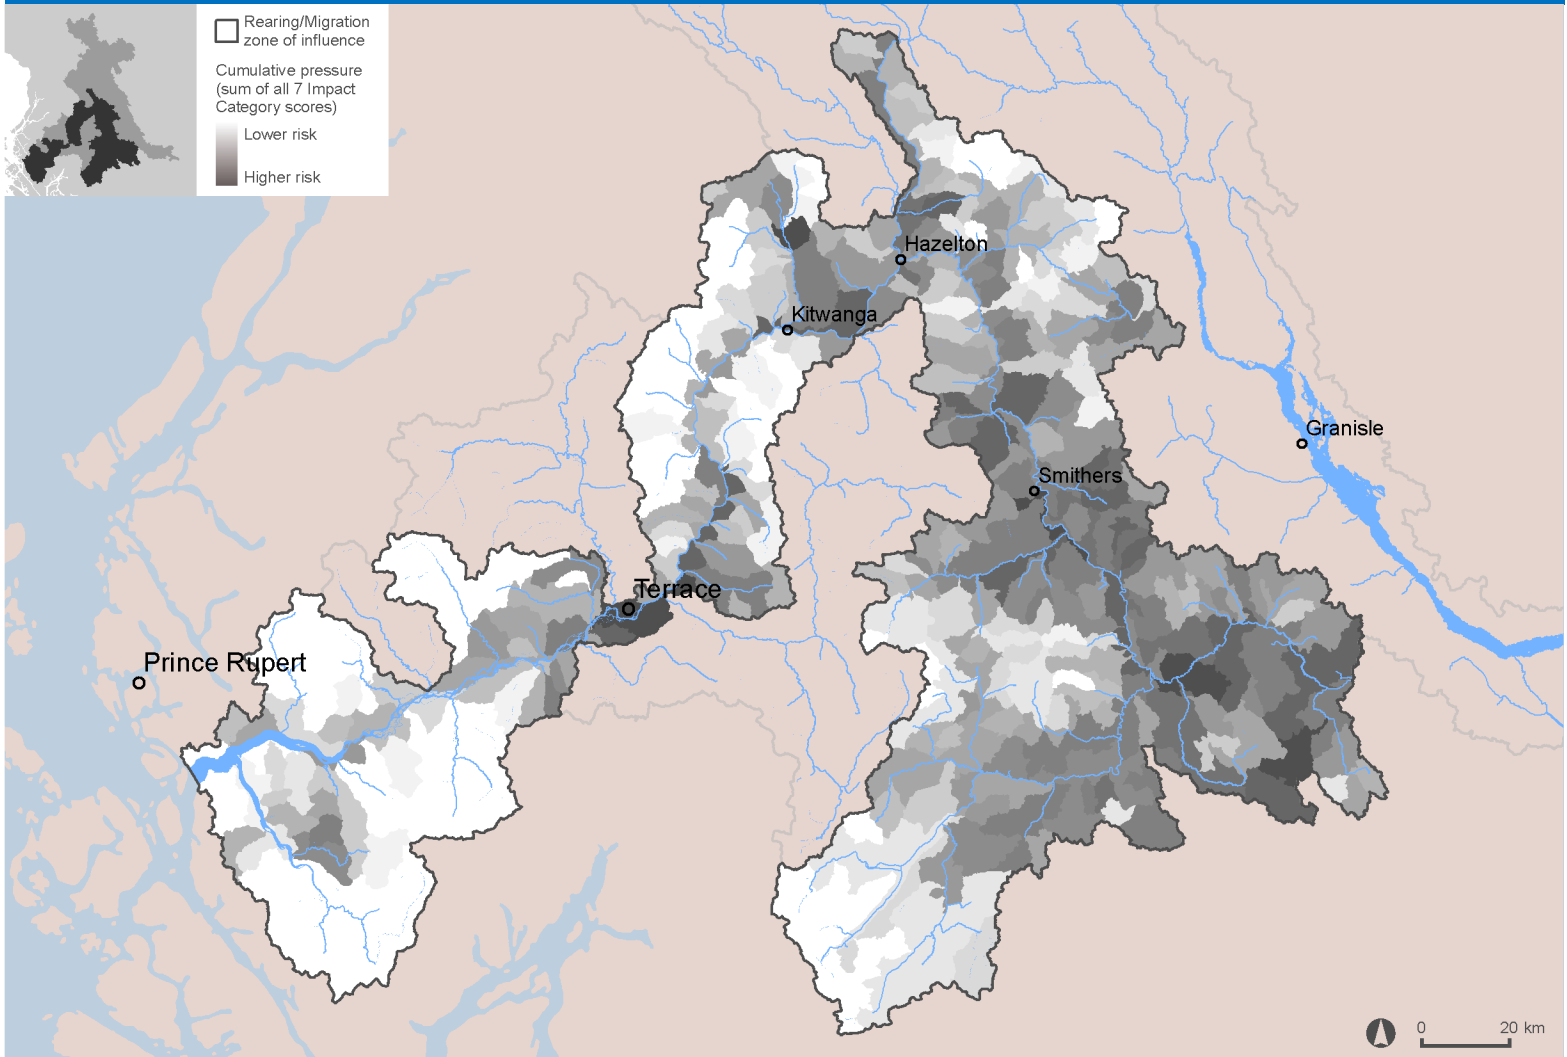 Rearing/Migration
zone of influence
Cumulative pressure
(sum of all 7 Impact
Category scores)
Lower risk
Higher risk
Hazelton
Kitwanga
Granisle
Smithers
Terrace
Prince Rupert
0 20 km